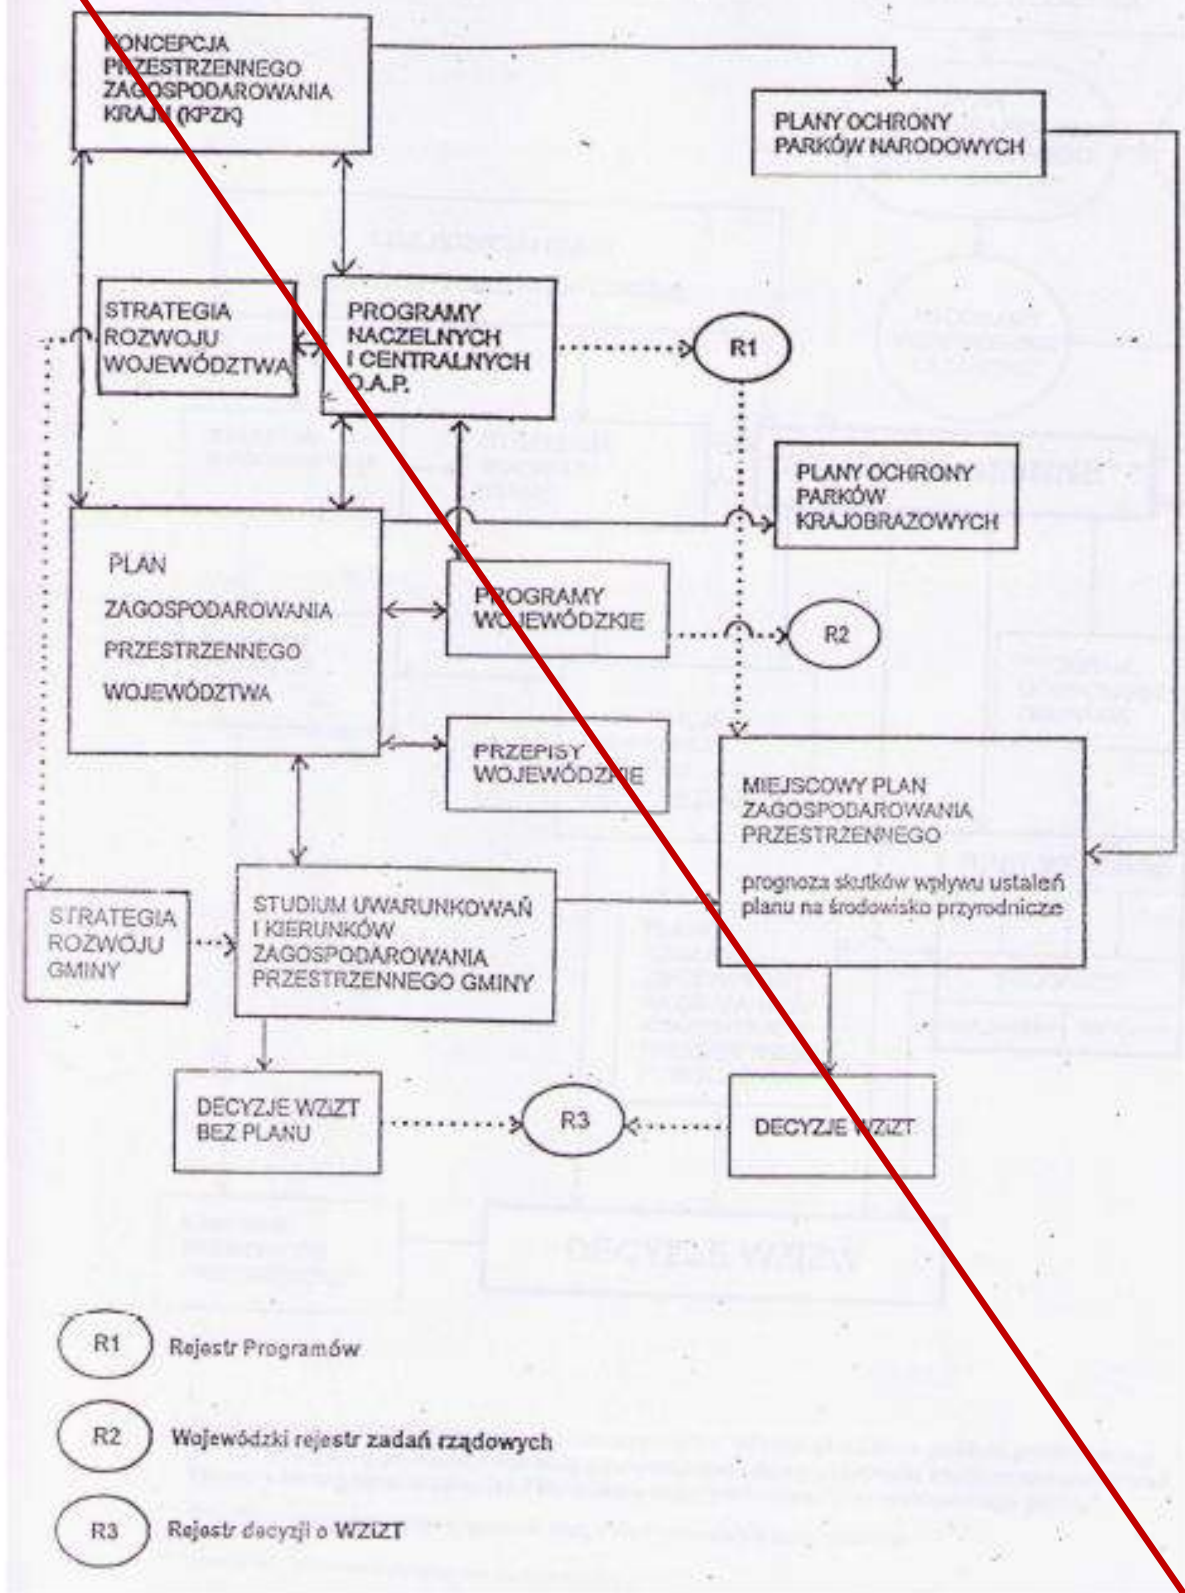 KONCEPCJA
PRZESTRZENNEGO
ZAGOSPODAROWANIA
KRAJU (KPZK)
PLANY OCHRONY
PARKÓW NARODOWYCH
STRATEGIA
ROZWOJU
WOJEWÓDZTWA
PROGRAMY
NACZELNYCH
I CENTRALNYCH
O.A.P.
R1
PLANY OCHRONY
PARKÓW
KRAJOBRAZOWYCH
PLAN
ZAGOSPODAROWANIA
PRZESTRZENNEGO
WOJEWÓDZTWA
PROGRAMY
WOJEWÓDZKIE
R2
PRZEPISY
WOJEWÓDZKIE
MIEJSCOWY PLAN
ZAGOSPODAROWANIA
PRZESTRZENNEGO
prognoza skutków wpływu ustaleń
planu na środowisko przyrodnicze
STRATEGIA
ROZWOJU
GMINY
STUDIUM UWARUNKOWAŃ
I KIERUNKÓW
ZAGOSPODAROWANIA
PRZESTRZENNEGO GMINY
DECYZJE WZiZT
BEZ PLANU
R3
DECYZJE WZiZT
R1 Rejestr Programów
R2 Wojewódzki rejestr zadań rządowych
R3 Rejestr decyzji o WZiZT